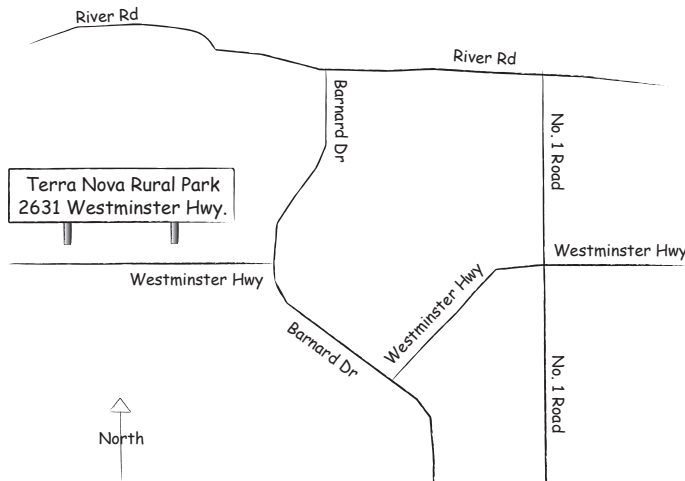 River Rd
River Rd
Barnard Dr
No. 1 Road
Terra Nova Rural Park
2631 Westminster Hwy.
Westminster Hwy
Westminster Hwy
Westminster Hwy
Barnard Dr
No. 1 Road
North